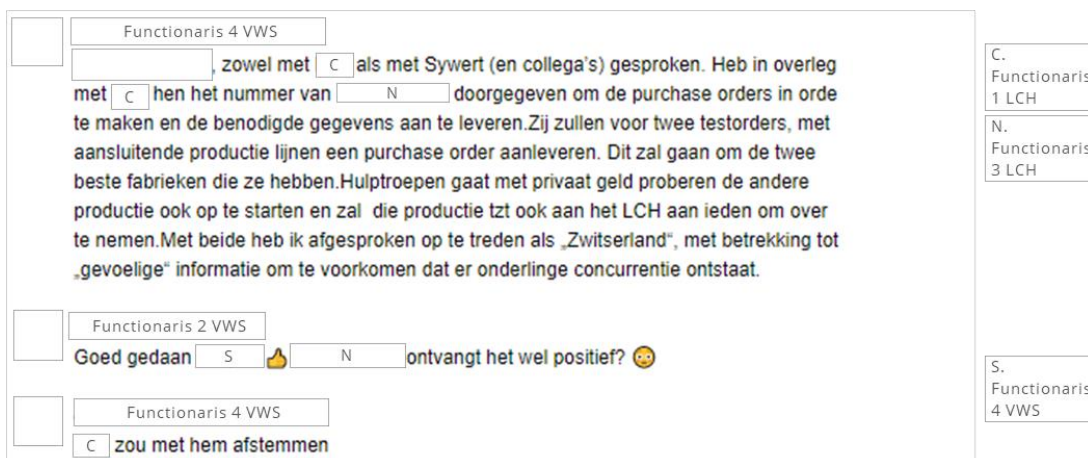 Functionaris 4 VWS
, zowel met C als met Sywert (en collega's) gesproken. Heb in overleg
met C hen het nummer van N doorgegeven om de purchase orders in orde
te maken en de benodigde gegevens aan te leveren.Zij zullen voor twee testorders, met
aansluitende productie lijnen een purchase order aanleveren. Dit zal gaan om de twee
beste fabrieken die ze hebben.Hulptroepen gaat met privaat geld proberen de andere
productie ook op te starten en zal die productie tzt ook aan het LCH aan ieden om over
te nemen.Met beide heb ik afgesproken op te treden als „Zwitserland“, met betrekking tot
„gevoelige“ informatie om te voorkomen dat er onderlinge concurrentie ontstaat.
C.
Functionaris
1 LCH
N.
Functionaris
3 LCH
Functionaris 2 VWS
Goed gedaan S 👍 N ontvangt het wel positief? 😳
S.
Functionaris
4 VWS
Functionaris 4 VWS
C zou met hem afstemmen